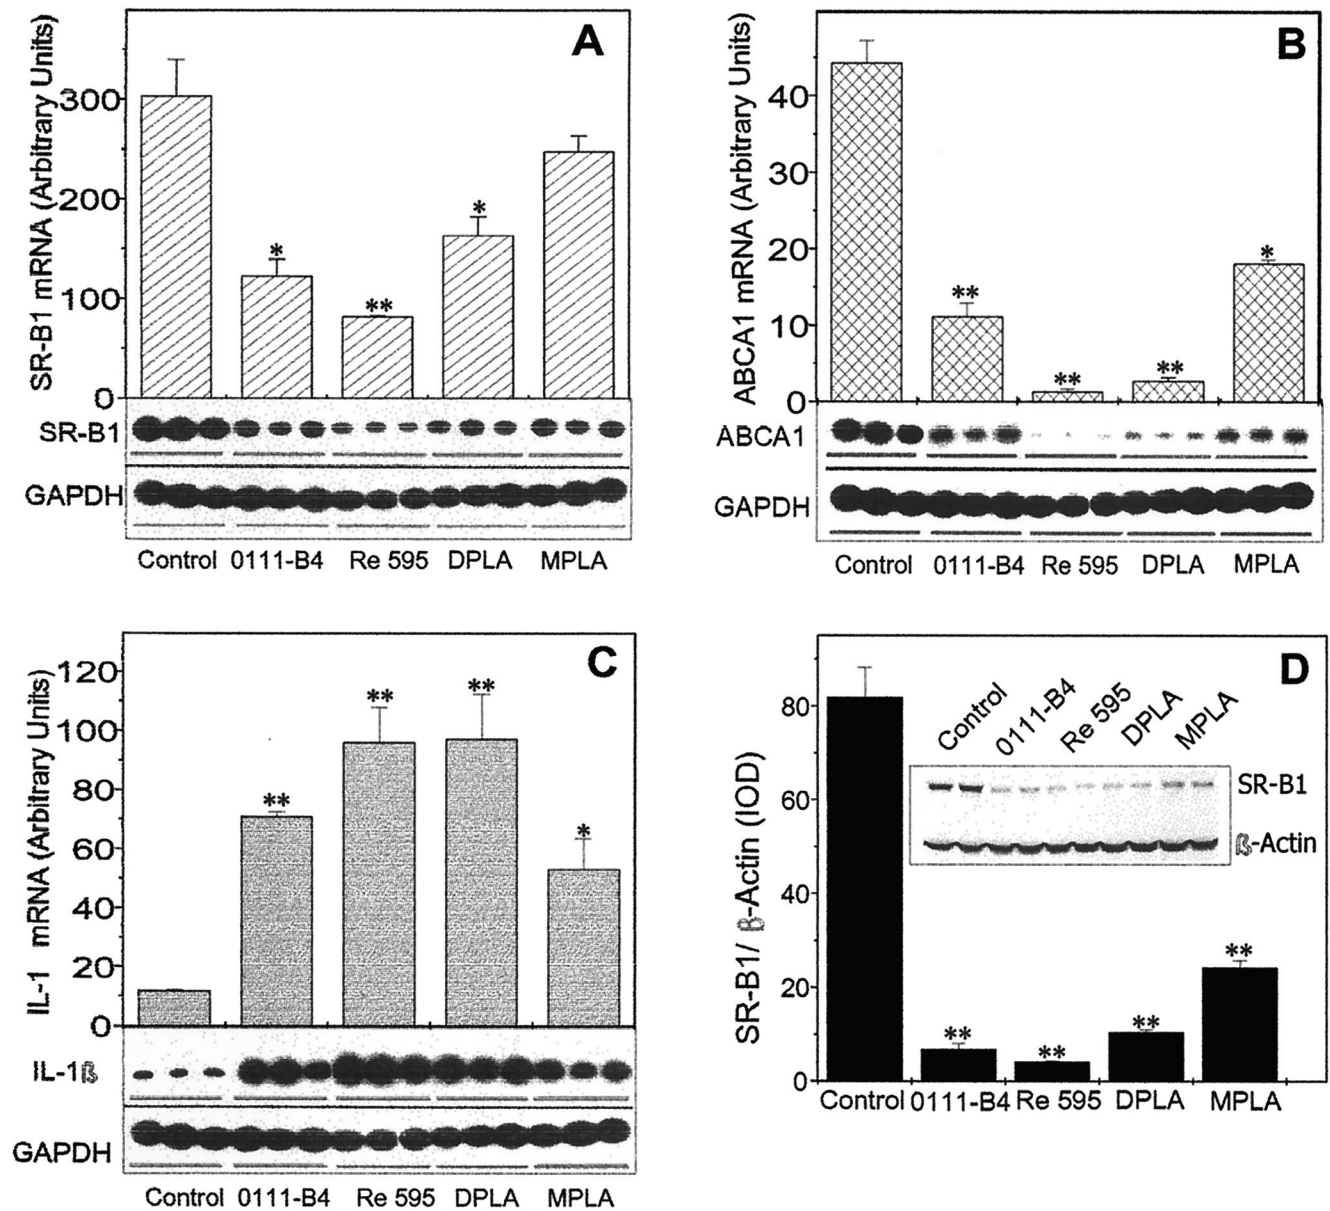 A
SR-B1 mRNA (Arbitrary Units)
300
200
100
0
*
**
*
SR-B1
GAPDH
Control 0111-B4 Re 595 DPLA MPLA
B
ABCA1 mRNA (Arbitrary Units)
40
30
20
10
0
**
**
**
*
ABCA1
GAPDH
Control 0111-B4 Re 595 DPLA MPLA
C
IL-1 mRNA (Arbitrary Units)
120
100
80
60
40
20
0
**
**
**
*
IL-1ß
GAPDH
Control 0111-B4 Re 595 DPLA MPLA
D
SR-B1/ ß-Actin (IOD)
80
60
40
20
0
Control 0111-B4 Re 595 DPLA MPLA
SR-B1
ß-Actin
**
**
**
**
Control 0111-B4 Re 595 DPLA MPLA